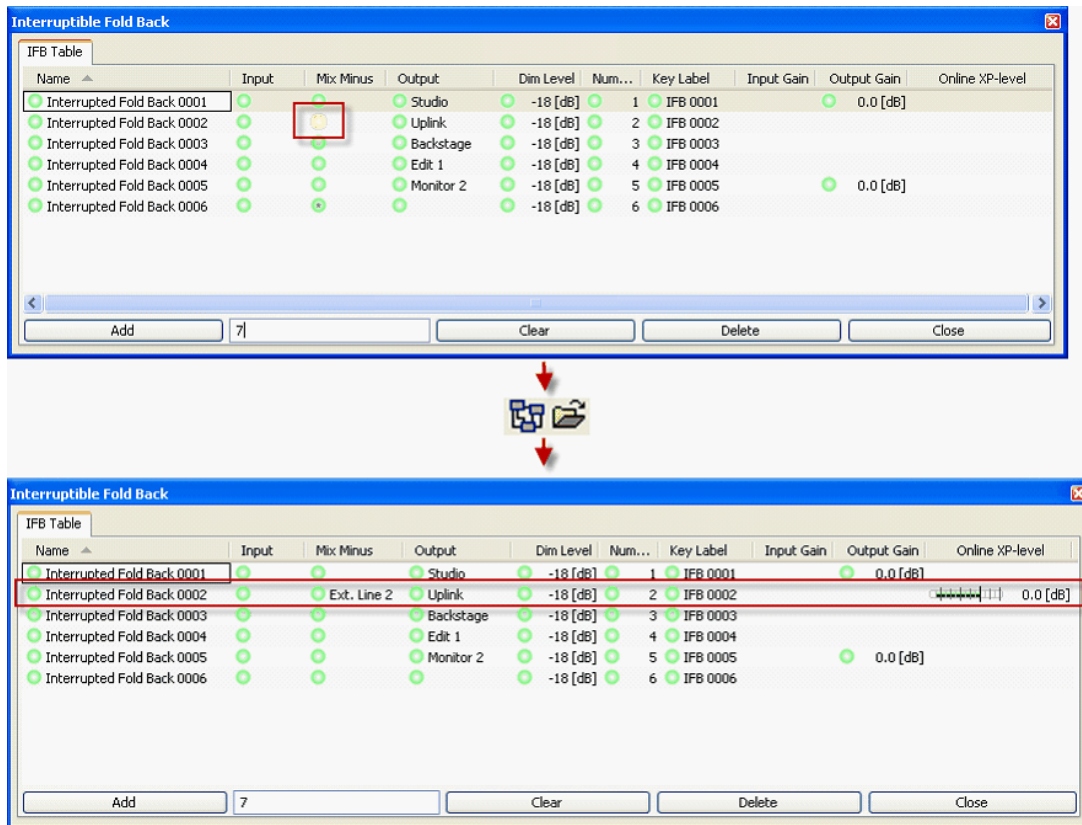 Interruptible Fold Back
IFB Table
Name Input Mix Minus Output Dim Level Num... Key Label Input Gain Output Gain Online XP-level
Interrupted Fold Back 0001 Studio -18 [dB] 1 IFB 0001 0.0 [dB]
Interrupted Fold Back 0002 Uplink -18 [dB] 2 IFB 0002
Interrupted Fold Back 0003 Backstage -18 [dB] 3 IFB 0003
Interrupted Fold Back 0004 Edit 1 -18 [dB] 4 IFB 0004
Interrupted Fold Back 0005 Monitor 2 -18 [dB] 5 IFB 0005 0.0 [dB]
Interrupted Fold Back 0006 -18 [dB] 6 IFB 0006
Add 7 Clear Delete Close
Interruptible Fold Back
IFB Table
Name Input Mix Minus Output Dim Level Num... Key Label Input Gain Output Gain Online XP-level
Interrupted Fold Back 0001 Studio -18 [dB] 1 IFB 0001 0.0 [dB]
Interrupted Fold Back 0002 Ext. Line 2 Uplink -18 [dB] 2 IFB 0002 0.0 [dB]
Interrupted Fold Back 0003 Backstage -18 [dB] 3 IFB 0003
Interrupted Fold Back 0004 Edit 1 -18 [dB] 4 IFB 0004
Interrupted Fold Back 0005 Monitor 2 -18 [dB] 5 IFB 0005 0.0 [dB]
Interrupted Fold Back 0006 -18 [dB] 6 IFB 0006
Add 7 Clear Delete Close